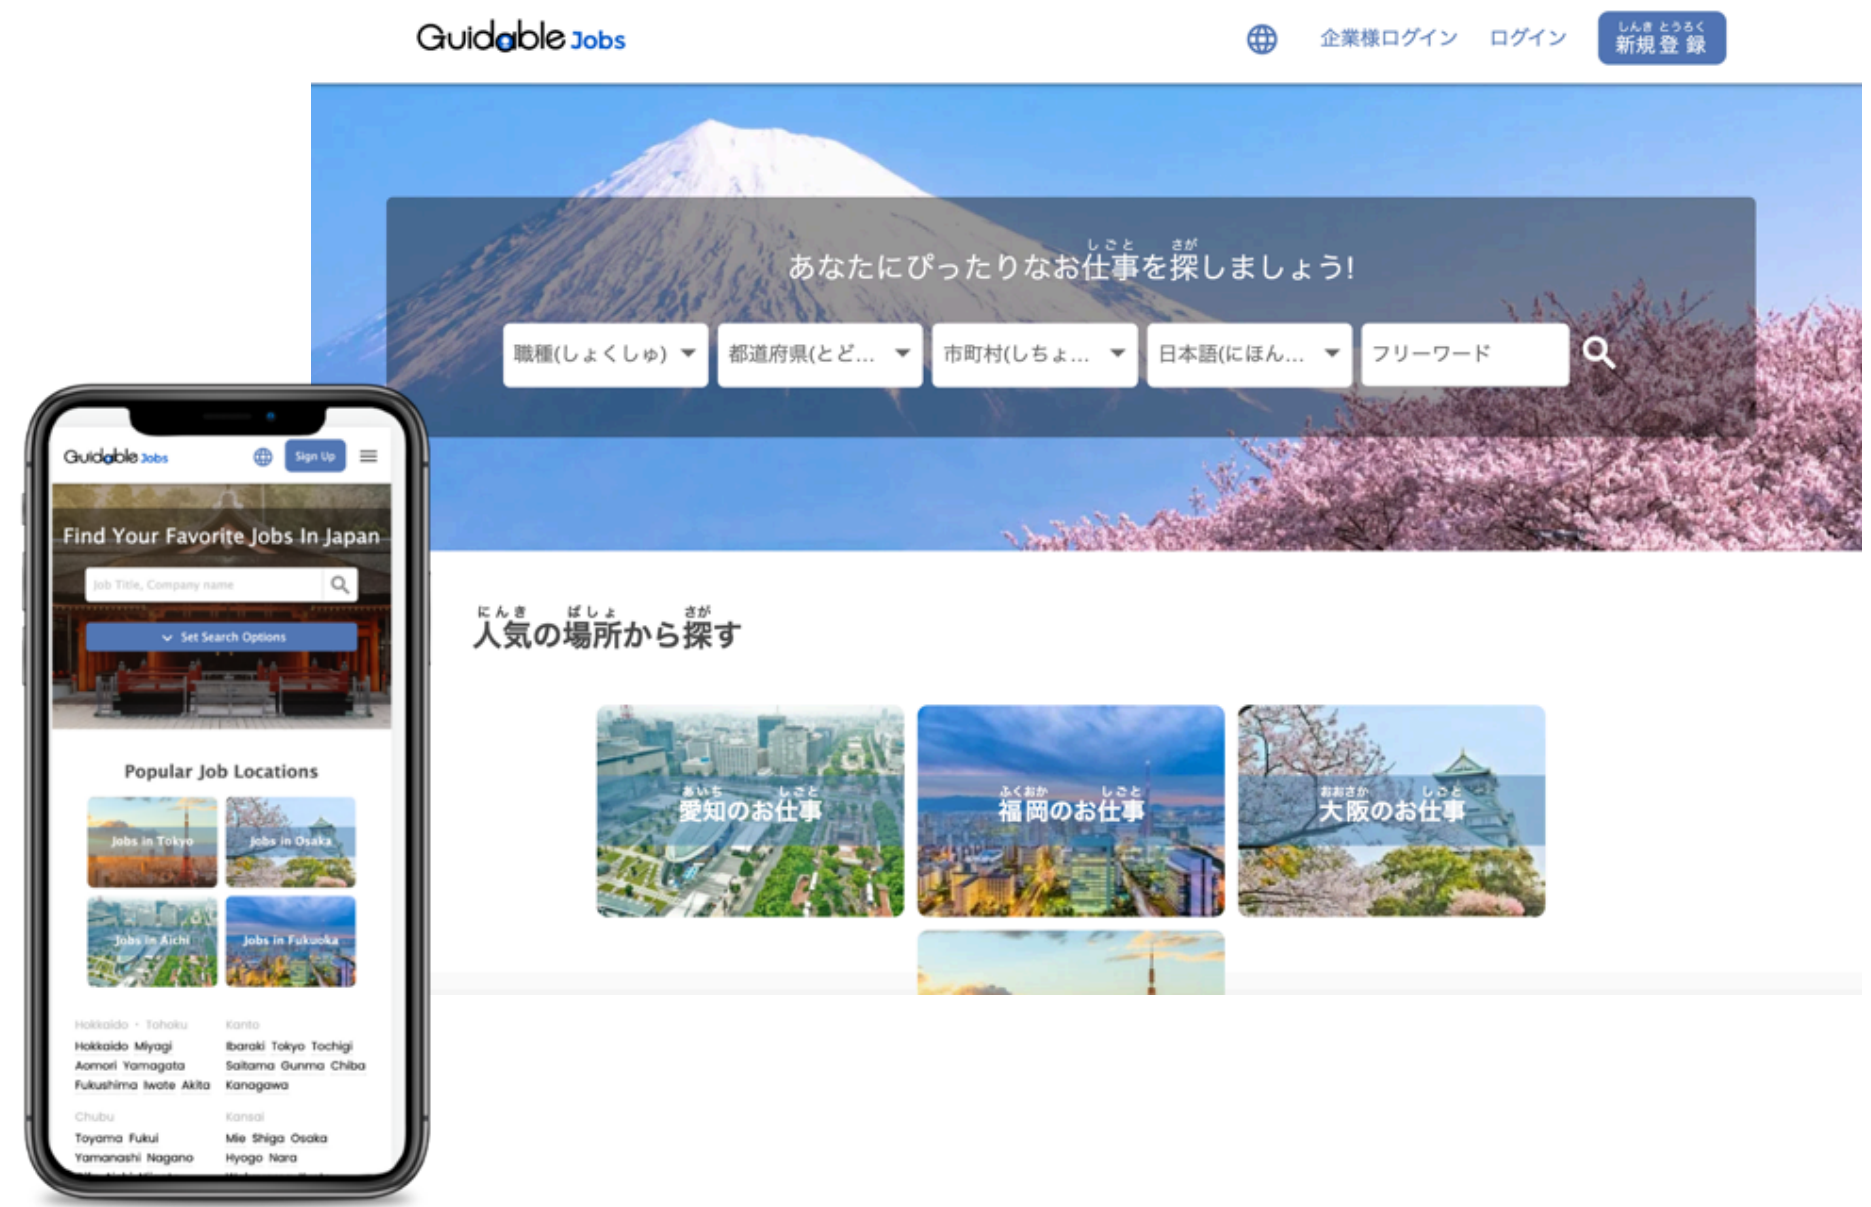 Guidable Jobs
企業様ログイン
ログイン
しんき とうろく
新規登録
しごと さが
あなたにぴったりなお仕事を探しましょう!
職種(しょくしゅ)
都道府県(とど...
市町村(しちょ...
日本語(にほん...
フリーワード
にんき ばしょ さが
人気の場所から探す
あいち しごと
愛知のお仕事
ふくおか しごと
福岡のお仕事
おおさか しごと
大阪のお仕事
Guidable Jobs
Sign Up
Find Your Favorite Jobs In Japan
Job Title, Company name
Set Search Options
Popular Job Locations
Jobs in Tokyo
Jobs in Osaka
Jobs in Aichi
Jobs in Fukuoka
Hokkaido・Tohoku
Hokkaido Miyagi
Aomori Yamagata
Fukushima Iwate Akita
Kanto
Ibaraki Tokyo Tochigi
Saitama Gunma Chiba
Kanagawa
Chubu
Toyama Fukui
Yamanashi Nagano
Kansai
Mie Shiga Osaka
Hyogo Nara